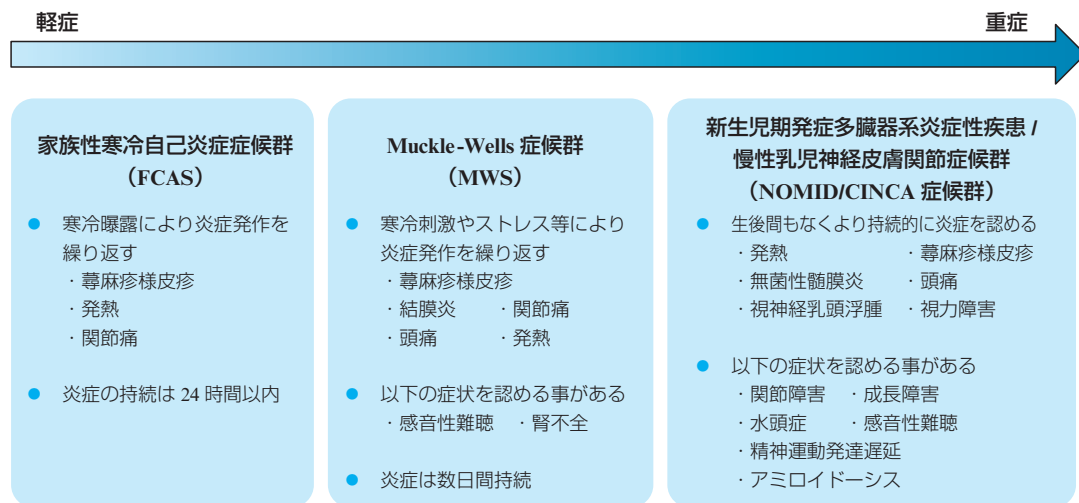 軽症
重症
家族性寒冷自己炎症症候群
（FCAS）
● 寒冷曝露により炎症発作を
繰り返す
・蕁麻疹様皮疹
・発熱
・関節痛
● 炎症の持続は 24 時間以内
Muckle-Wells 症候群
（MWS）
● 寒冷刺激やストレス等により
炎症発作を繰り返す
・蕁麻疹様皮疹
・結膜炎 ・関節痛
・頭痛 ・発熱
● 以下の症状を認める事がある
・感音性難聴 ・腎不全
● 炎症は数日間持続
新生児期発症多臓器系炎症性疾患 /
慢性乳児神経皮膚関節症候群
（NOMID/CINCA 症候群）
● 生後間もなくより持続的に炎症を認める
・発熱 ・蕁麻疹様皮疹
・無菌性髄膜炎 ・頭痛
・視神経乳頭浮腫 ・視力障害
● 以下の症状を認める事がある
・関節障害 ・成長障害
・水頭症 ・感音性難聴
・精神運動発達遅延
・アミロイドーシス